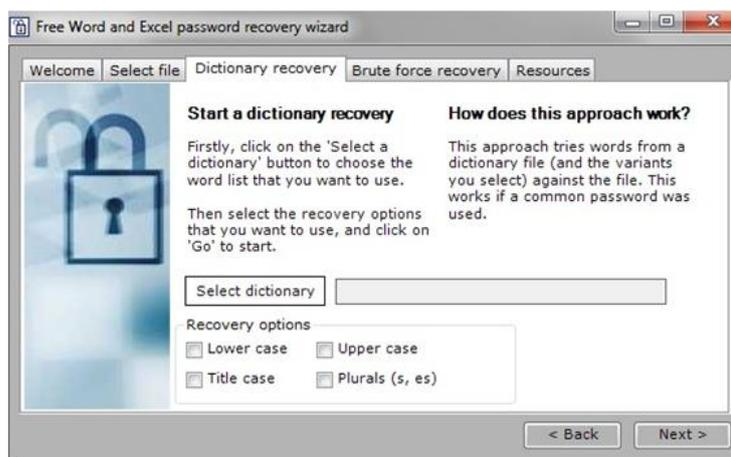 Free Word and Excel password recovery wizard
Welcome
Select file
Dictionary recovery
Brute force recovery
Resources
Start a dictionary recovery
Firstly, click on the 'Select a
dictionary' button to choose the
word list that you want to use.
Then select the recovery options
that you want to use, and click on
'Go' to start.
How does this approach work?
This approach tries words from a
dictionary file (and the variants
you select) against the file. This
works if a common password was
used.
Select dictionary
Recovery options
Lower case
Upper case
Title case
Plurals (s, es)
< Back
Next >